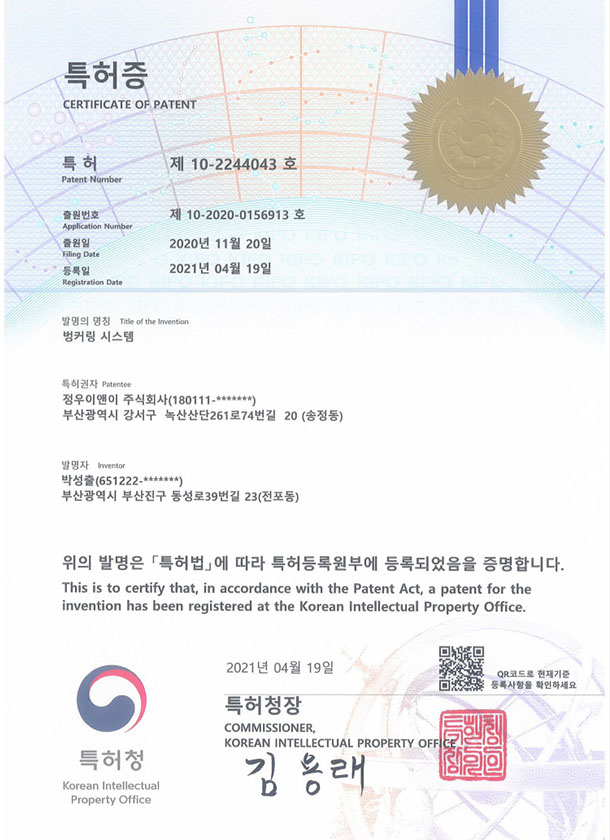 특허증
CERTIFICATE OF PATENT
특 허 제 10-2244043 호
Patent Number
출원번호 제 10-2020-0156913 호
Application Number
출원일 2020년 11월 20일
Filing Date
등록일 2021년 04월 19일
Registration Date
발명의 명칭 Title of the Invention
벙커링 시스템
특허권자 Patentee
정우이앤이 주식회사(180111-*******)
부산광역시 강서구 녹산산단261로74번길 20 (송정동)
발명자 Inventor
박성출(651222-*******)
부산광역시 부산진구 동성로39번길 23(전포동)
위의 발명은 「특허법」에 따라 특허등록원부에 등록되었음을 증명합니다.
This is to certify that, in accordance with the Patent Act, a patent for the
invention has been registered at the Korean Intellectual Property Office.
2021년 04월 19일
QR코드로 현재기준
등록사항을 확인하세요
특허청장
COMMISSIONER,
KOREAN INTELLECTUAL PROPERTY OFFICE
김용래
특허청
Korean Intellectual
Property Office